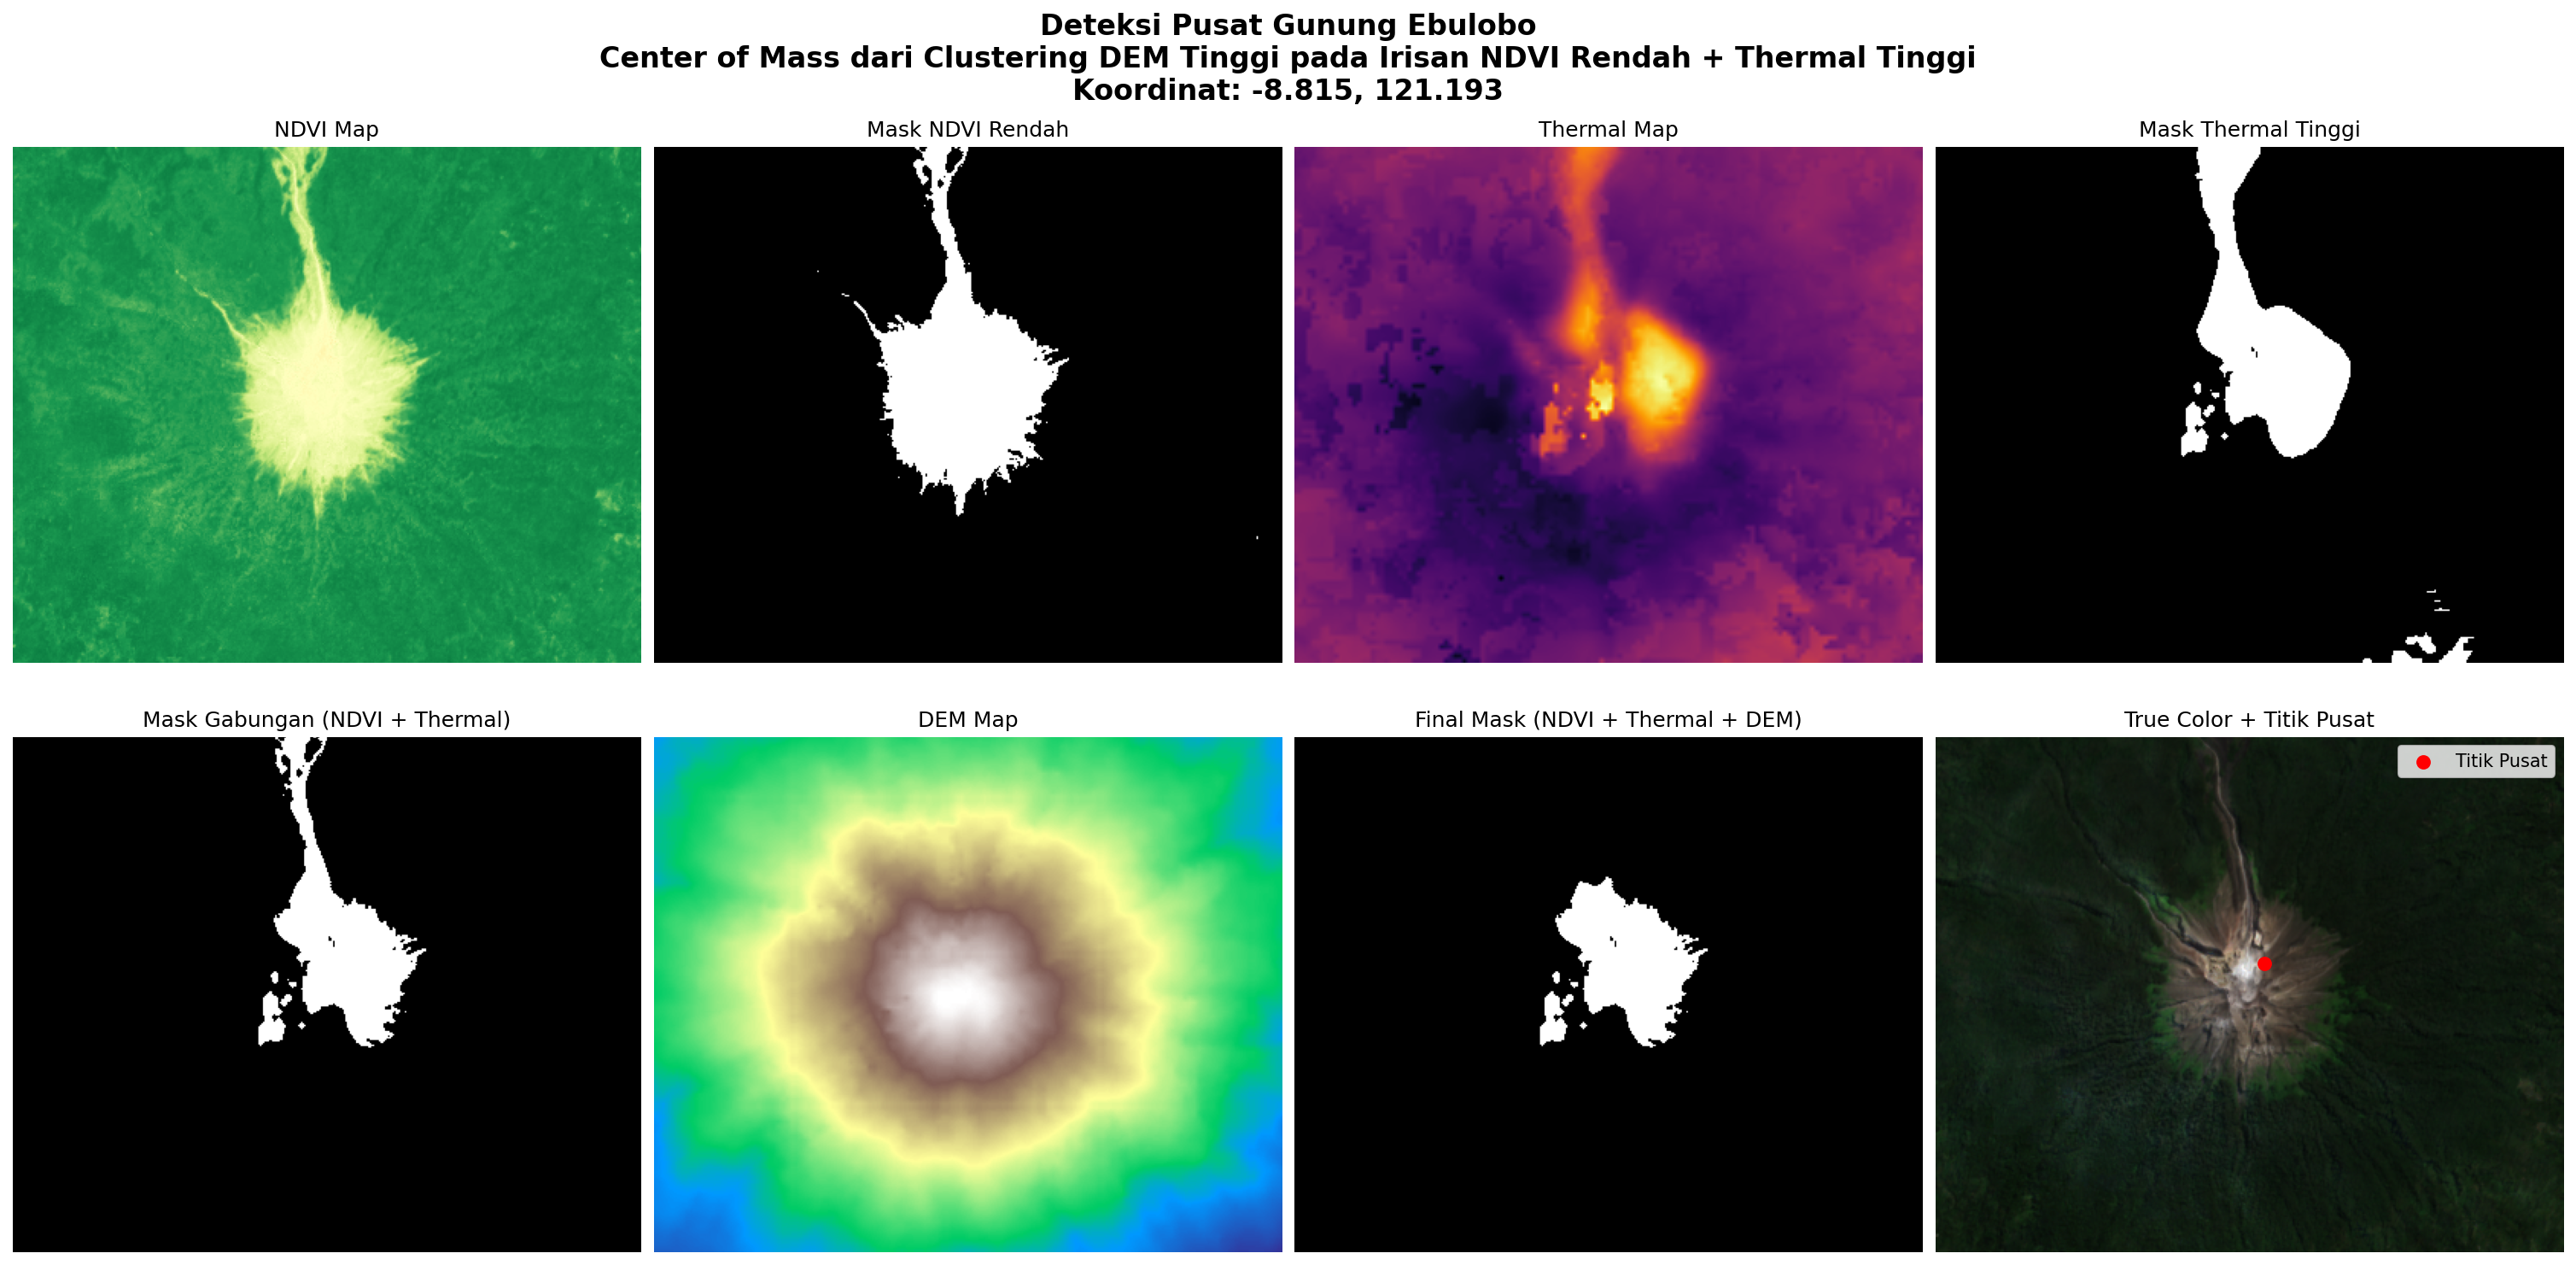 Deteksi Pusat Gunung Ebulobo
Center of Mass dari Clustering DEM Tinggi pada Irisan NDVI Rendah + Thermal Tinggi
Koordinat: -8.815, 121.193
NDVI Map
Mask NDVI Rendah
Thermal Map
Mask Thermal Tinggi
Mask Gabungan (NDVI + Thermal)
DEM Map
Final Mask (NDVI + Thermal + DEM)
True Color + Titik Pusat
Titik Pusat